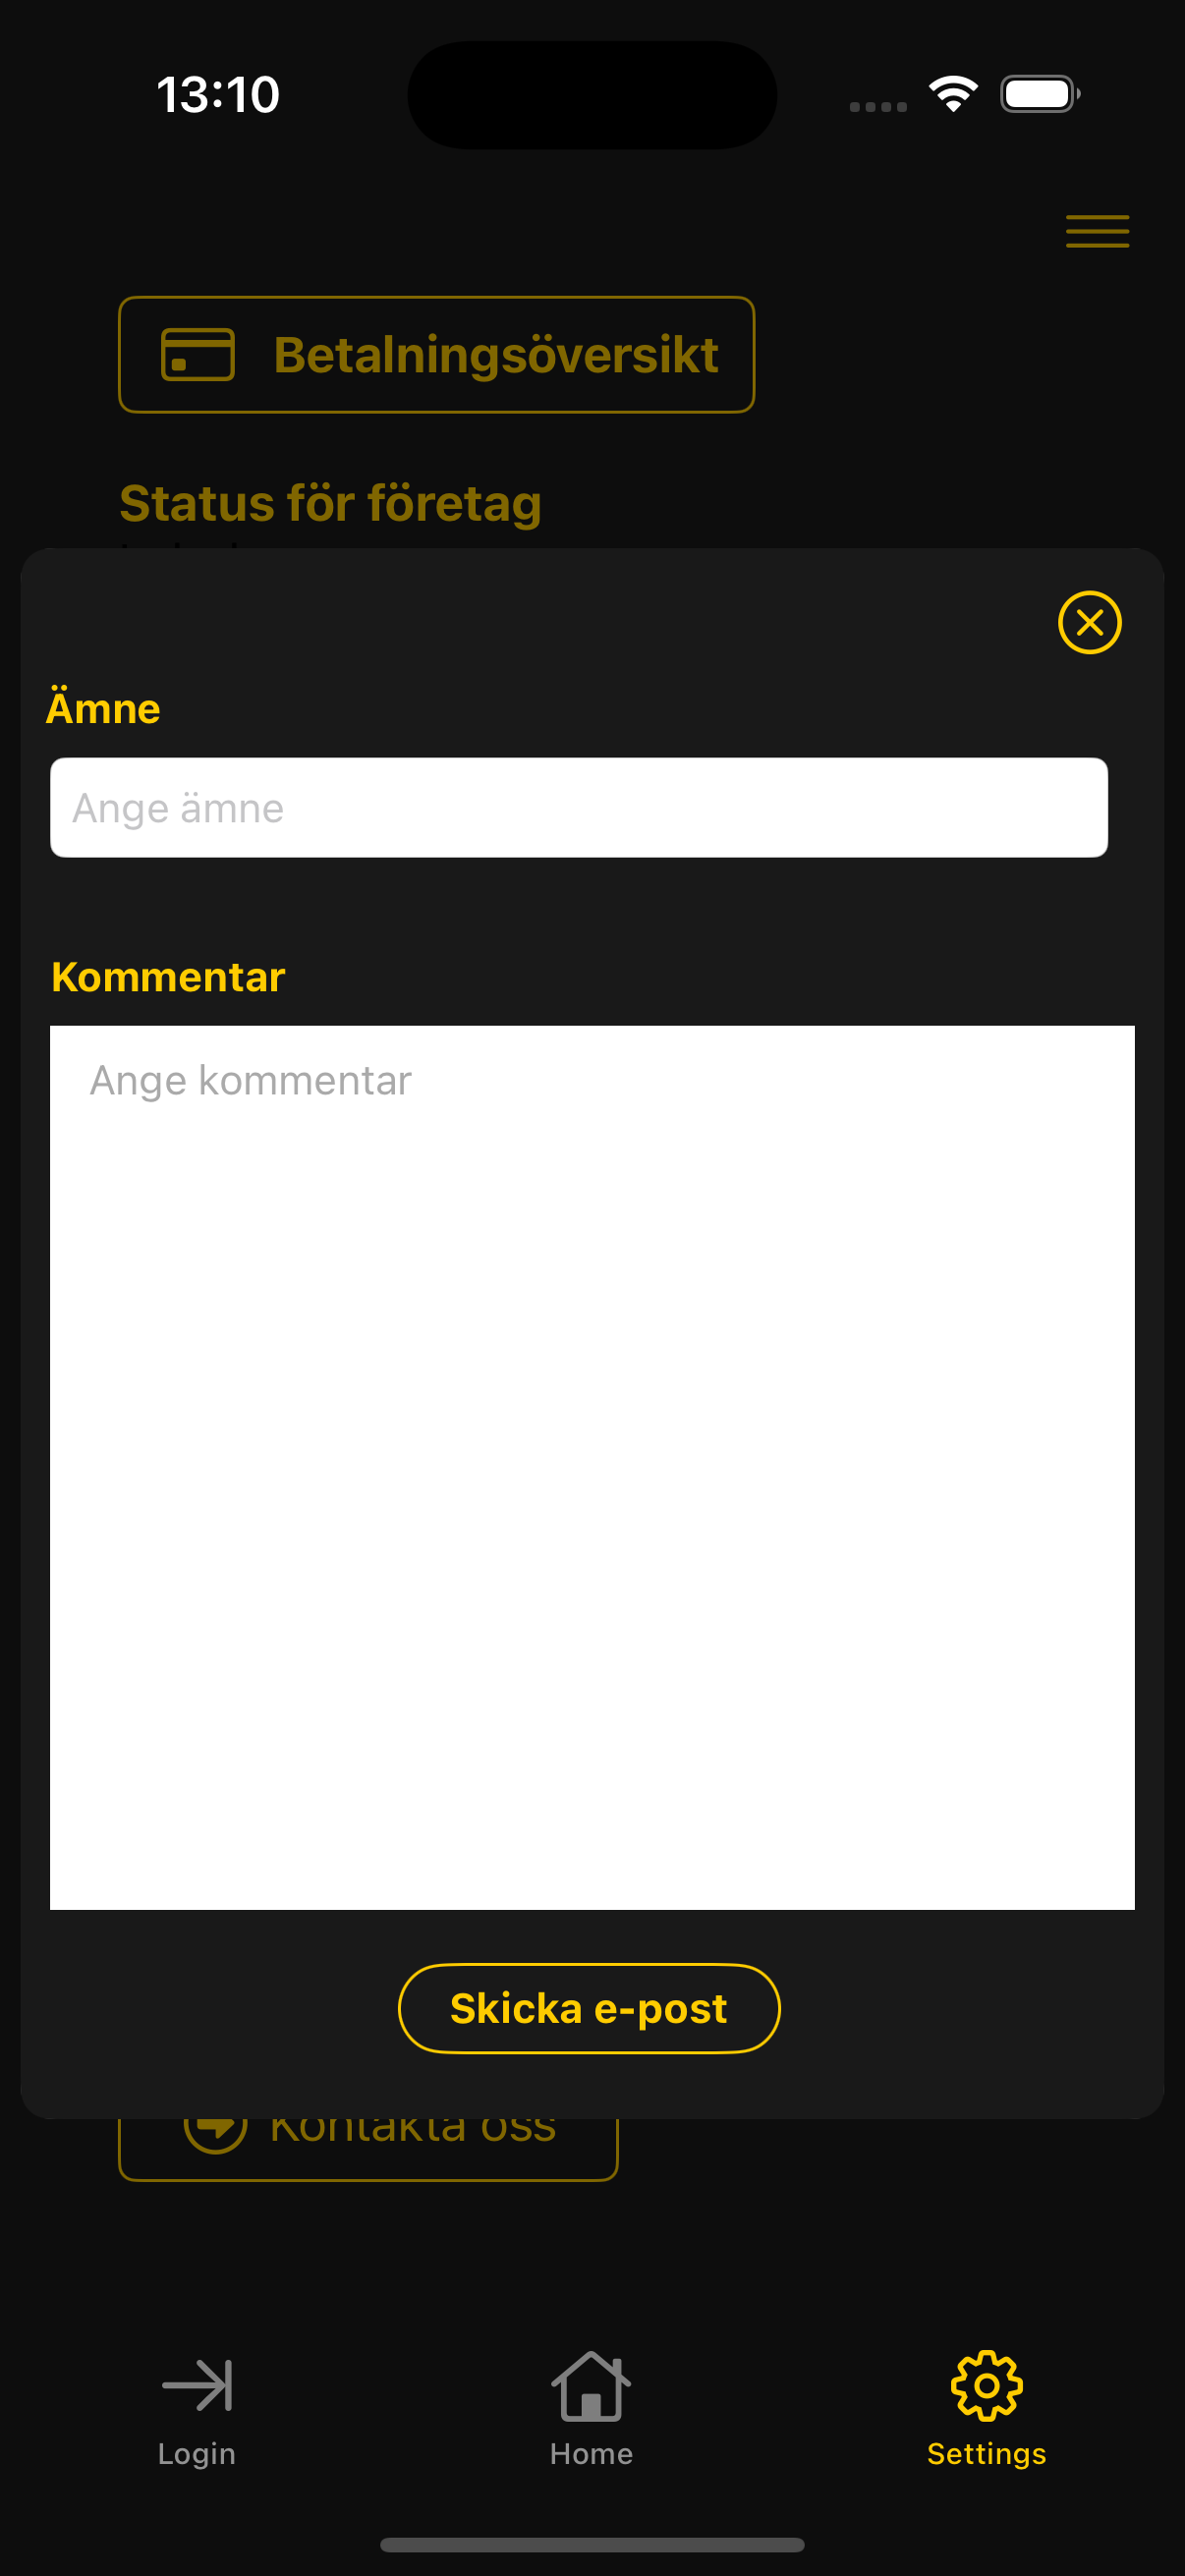 13:10
Betalningsöversikt
Status för företag
Ämne
Ange ämne
Kommentar
Ange kommentar
Skicka e-post
Kontakta oss
Login
Home
Settings